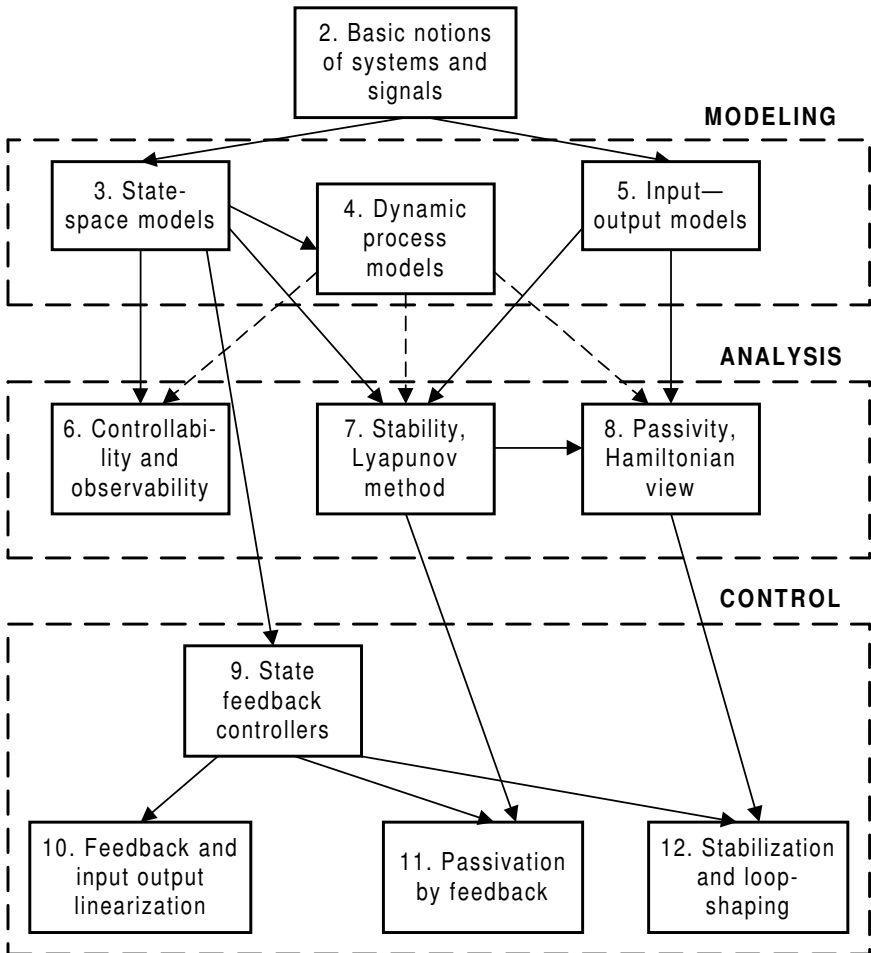 2. Basic notions
of systems and
signals
MODELING
3. State-
space models
4. Dynamic
process
models
5. Input—
output models
ANALYSIS
6. Controllabi-
lity and
observability
7. Stability,
Lyapunov
method
8. Passivity,
Hamiltonian
view
CONTROL
9. State
feedback
controllers
10. Feedback and
input output
linearization
11. Passivation
by feedback
12. Stabilization
and loop-
shaping